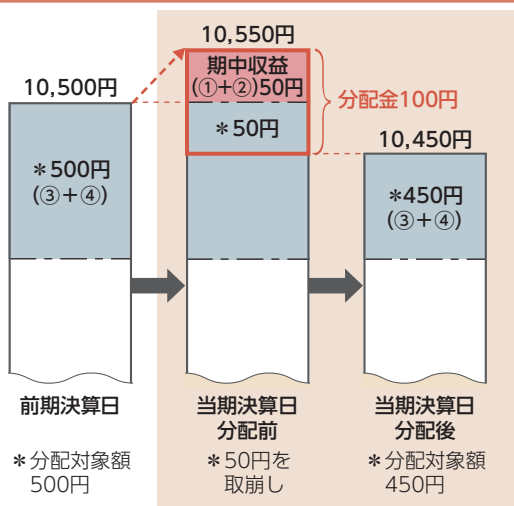 10,550円
期中収益
(①+②)50円
10,500円
分配金100円
＊50円
10,450円
＊500円
(③+④)
＊450円
(③+④)
前期決算日
当期決算日
分配前
当期決算日
分配後
＊分配対象額
500円
＊50円を
取崩し
＊分配対象額
450円